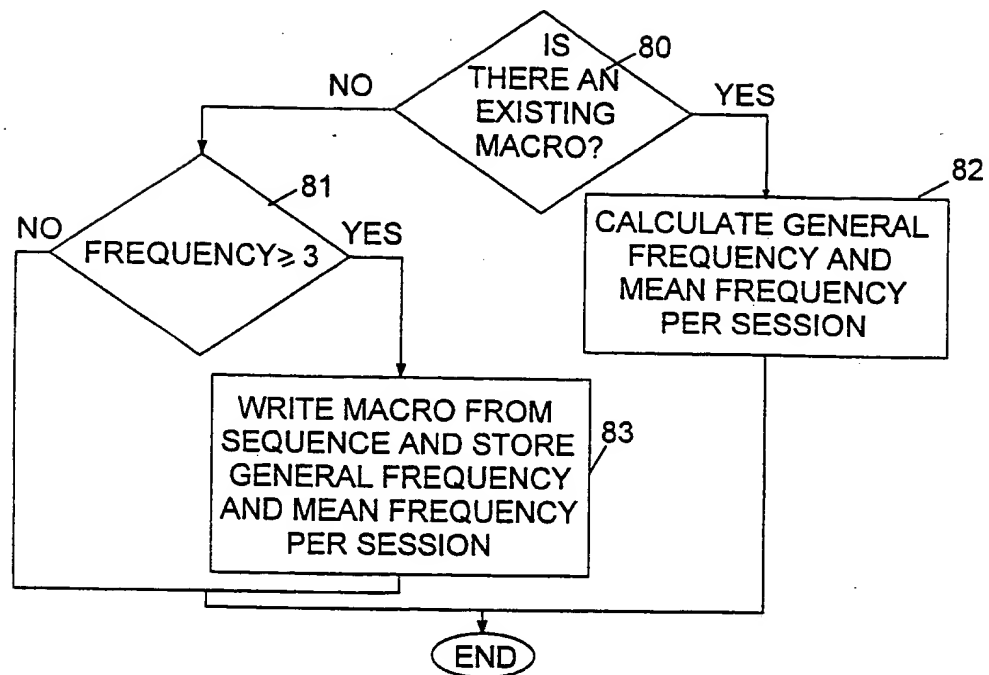 IS
THERE AN
EXISTING
MACRO?
80
NO
YES
81
82
NO
FREQUENCY ⩾ 3
YES
CALCULATE GENERAL
FREQUENCY AND
MEAN FREQUENCY
PER SESSION
WRITE MACRO FROM
SEQUENCE AND STORE
GENERAL FREQUENCY
AND MEAN FREQUENCY
PER SESSION
83
END